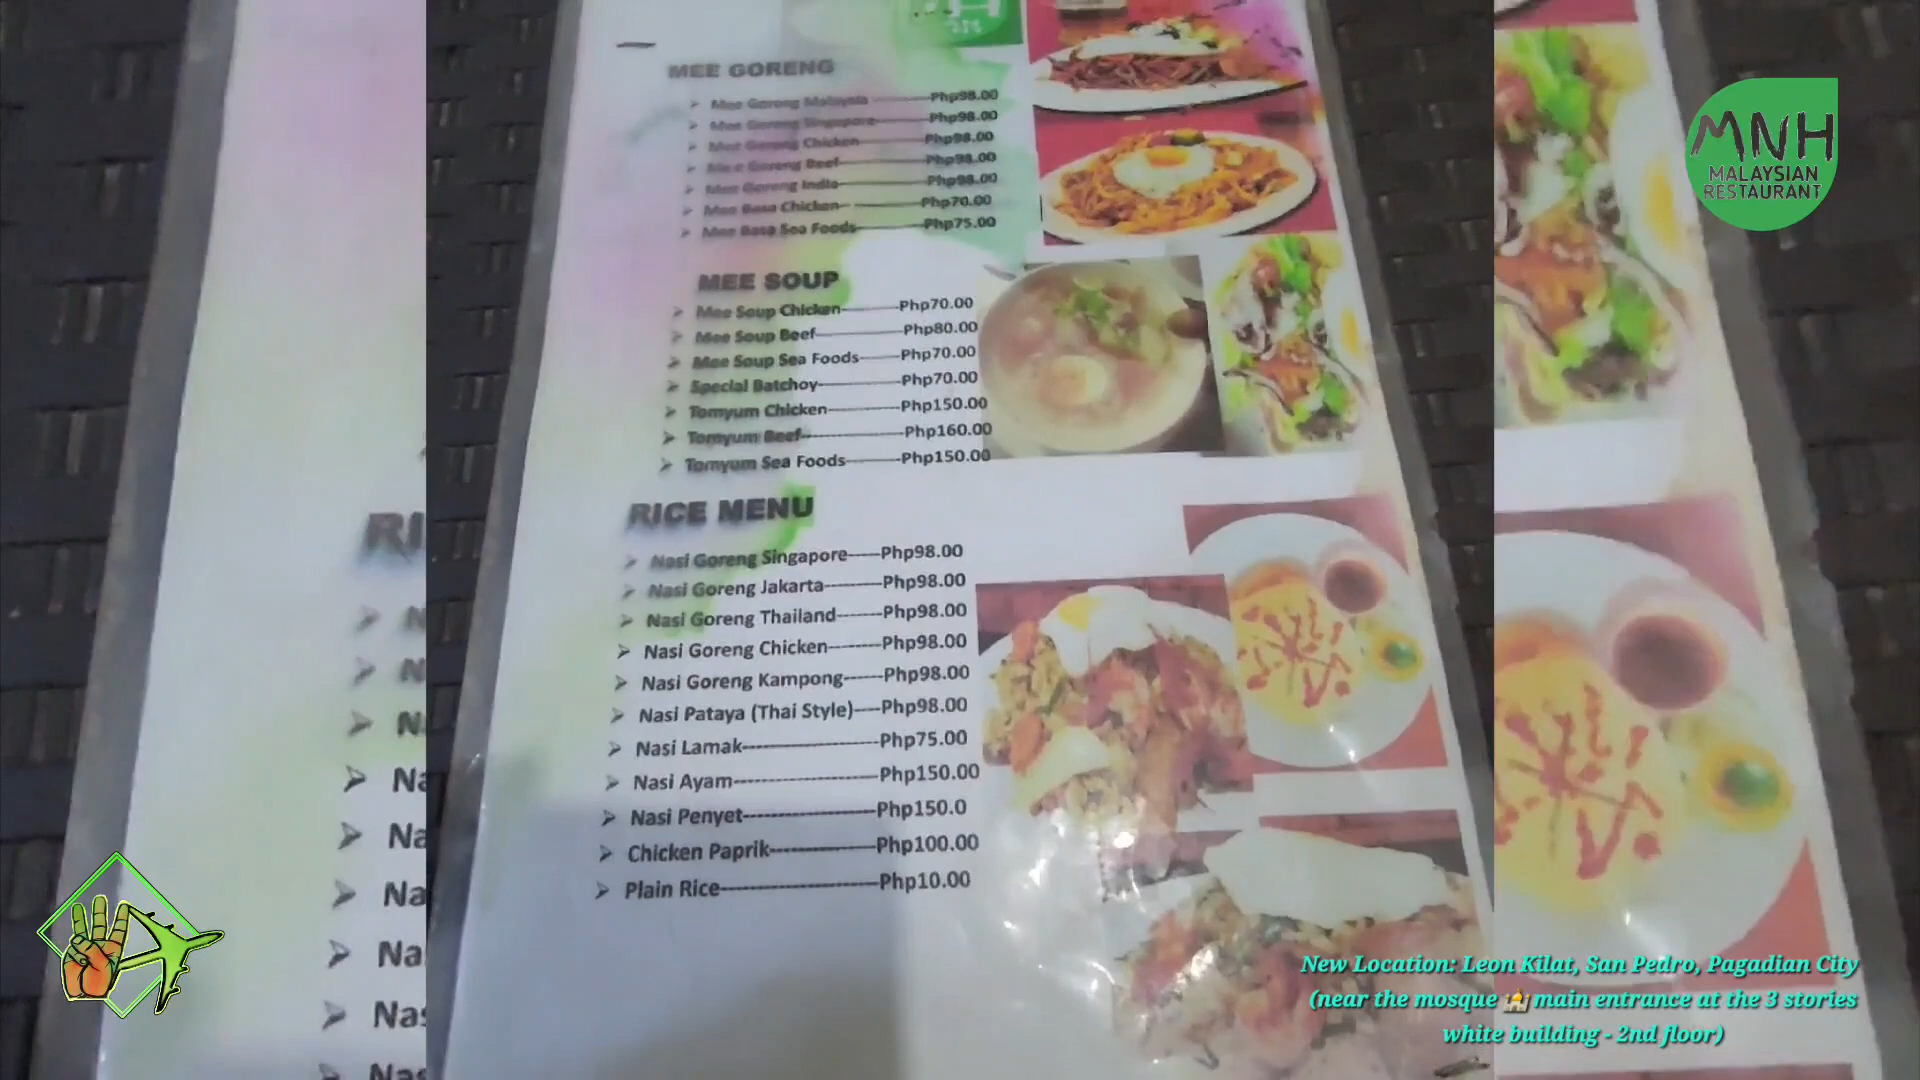 MEE GORENG
➢ Mee Goreng Malaysia ----------Php98.00
➢ Mee Goreng Singapore----------Php98.00
➢ Mee Goreng Chicken----------Php98.00
➢ Mee Goreng Beef----------Php98.00
➢ Mee Goreng India----------Php98.00
➢ Mee Basa Chicken-- ----------Php70.00
➢ Mee Basa Sea Foods----------Php75.00
MEE SOUP
➢ Mee Soup Chicken----------Php70.00
➢ Mee Soup Beef----------Php80.00
➢ Mee Soup Sea Foods-------Php70.00
➢ Special Batchoy-------------Php70.00
➢ Tomyum Chicken-----------Php150.00
➢ Tomyum Beef---------------Php160.00
➢ Tomyum Sea Foods---------Php150.00
RICE MENU
➢ Nasi Goreng Singapore-----Php98.00
➢ Nasi Goreng Jakarta---------Php98.00
➢ Nasi Goreng Thailand-------Php98.00
➢ Nasi Goreng Chicken--------Php98.00
➢ Nasi Goreng Kampong------Php98.00
➢ Nasi Pataya (Thai Style)----Php98.00
➢ Nasi Lamak---------------------Php75.00
➢ Nasi Ayam----------------------Php150.00
➢ Nasi Penyet--------------------Php150.0
➢ Chicken Paprik----------------Php100.00
➢ Plain Rice-----------------------Php10.00
MNH
MALAYSIAN
RESTAURANT
New Location: Leon Kilat, San Pedro, Pagadian City
(near the mosque 🕌 main entrance at the 3 stories
white building - 2nd floor)